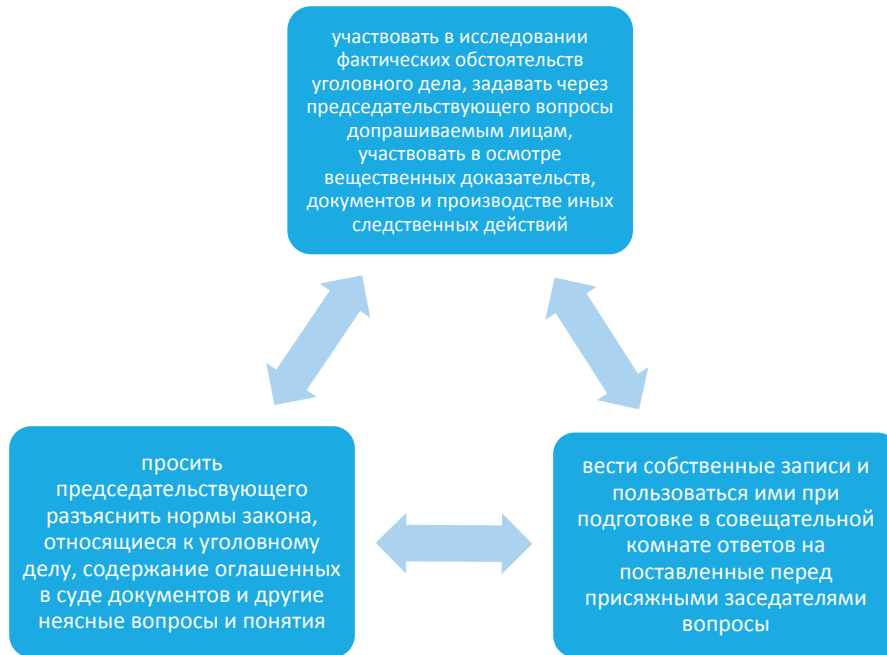 участвовать в исследовании
фактических обстоятельств
уголовного дела, задавать через
председательствующего вопросы
допрашиваемым лицам,
участвовать в осмотре
вещественных доказательств,
документов и производстве иных
следственных действий
просить
председательствующего
разъяснить нормы закона,
относящиеся к уголовному
делу, содержание оглашенных
в суде документов и другие
неясные вопросы и понятия
вести собственные записи и
пользоваться ими при
подготовке в совещательной
комнате ответов на
поставленные перед
присяжными заседателями
вопросы